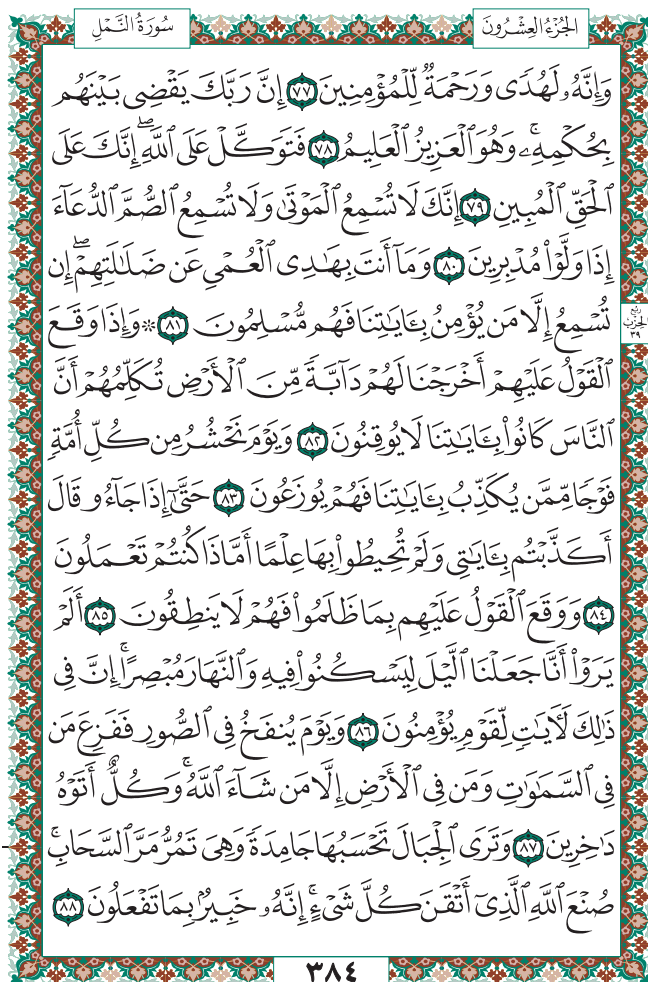 الجُزْءُ العِشْرُونَ
سُورَةُ النَّمْلِ
وَإِنَّهُۥ لَهُدٗى وَرَحۡمَةٞ لِّلۡمُؤۡمِنِينَ ٧٧ إِنَّ رَبَّكَ يَقۡضِي بَيۡنَهُم
بِحُكۡمِهِۦۚ وَهُوَ ٱلۡعَزِيزُ ٱلۡعَلِيمُ ٧٨ فَتَوَكَّلۡ عَلَى ٱللَّهِۖ إِنَّكَ عَلَى
ٱلۡحَقِّ ٱلۡمُبِينِ ٧٩ إِنَّكَ لَا تُسۡمِعُ ٱلۡمَوۡتَىٰ وَلَا تُسۡمِعُ ٱلصُّمَّ ٱلدُّعَآءَ
إِذَا وَلَّوۡاْ مُدۡبِرِينَ ٨٠ وَمَآ أَنتَ بِهَٰدِي ٱلۡعُمۡيِ عَن ضَلَٰلَتِهِمۡۖ إِن
تُسۡمِعُ إِلَّا مَن يُؤۡمِنُ بِـَٔايَٰتِنَا فَهُم مُّسۡلِمُونَ ٨١ ۞وَإِذَا وَقَعَ
ٱلۡقَوۡلُ عَلَيۡهِمۡ أَخۡرَجۡنَا لَهُمۡ دَآبَّةٗ مِّنَ ٱلۡأَرۡضِ تُكَلِّمُهُمۡ أَنَّ
ٱلنَّاسَ كَانُواْ بِـَٔايَٰتِنَا لَا يُوقِنُونَ ٨٢ وَيَوۡمَ نَحۡشُرُ مِن كُلِّ أُمَّةٖ
فَوۡجٗا مِّمَّن يُكَذِّبُ بِـَٔايَٰتِنَا فَهُمۡ يُوزَعُونَ ٨٣ حَتَّىٰٓ إِذَا جَآءُو قَالَ
أَكَذَّبۡتُم بِـَٔايَٰتِي وَلَمۡ تُحِيطُواْ بِهَا عِلۡمًا أَمَّاذَا كُنتُمۡ تَعۡمَلُونَ
٨٤ وَوَقَعَ ٱلۡقَوۡلُ عَلَيۡهِم بِمَا ظَلَمُواْ فَهُمۡ لَا يَنطِقُونَ ٨٥ أَلَمۡ
يَرَوۡاْ أَنَّا جَعَلۡنَا ٱلَّيۡلَ لِيَسۡكُنُواْ فِيهِ وَٱلنَّهَارَ مُبۡصِرًاۚ إِنَّ فِي
ذَٰلِكَ لَأٓيَٰتٖ لِّقَوۡمٖ يُؤۡمِنُونَ ٨٦ وَيَوۡمَ يُنفَخُ فِي ٱلصُّورِ فَفَزِعَ مَن
فِي ٱلسَّمَٰوَٰتِ وَمَن فِي ٱلۡأَرۡضِ إِلَّا مَن شَآءَ ٱللَّهُۚ وَكُلٌّ أَتَوۡهُ
دَٰخِرِينَ ٨٧ وَتَرَى ٱلۡجِبَالَ تَحۡسَبُهَا جَامِدَةٗ وَهِيَ تَمُرُّ مَرَّ ٱلسَّحَابِۚ
صُنۡعَ ٱللَّهِ ٱلَّذِيٓ أَتۡقَنَ كُلَّ شَيۡءٍۚ إِنَّهُۥ خَبِيرُۢ بِمَا تَفۡعَلُونَ ٨٨
ربع
الحزب
٣٩
٣٨٤